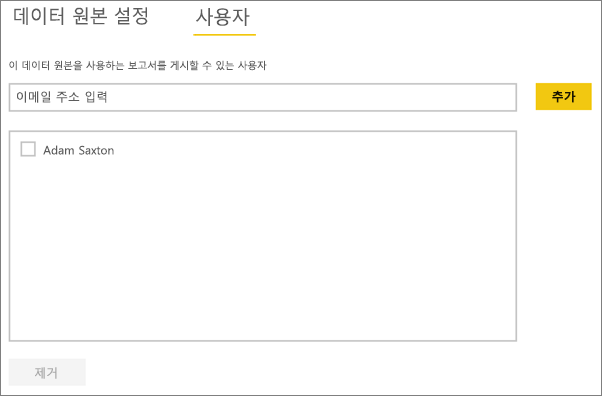 데이터 원본 설정 사용자
이 데이터 원본을 사용하는 보고서를 게시할 수 있는 사용자
이메일 주소 입력 추가
Adam Saxton
제거